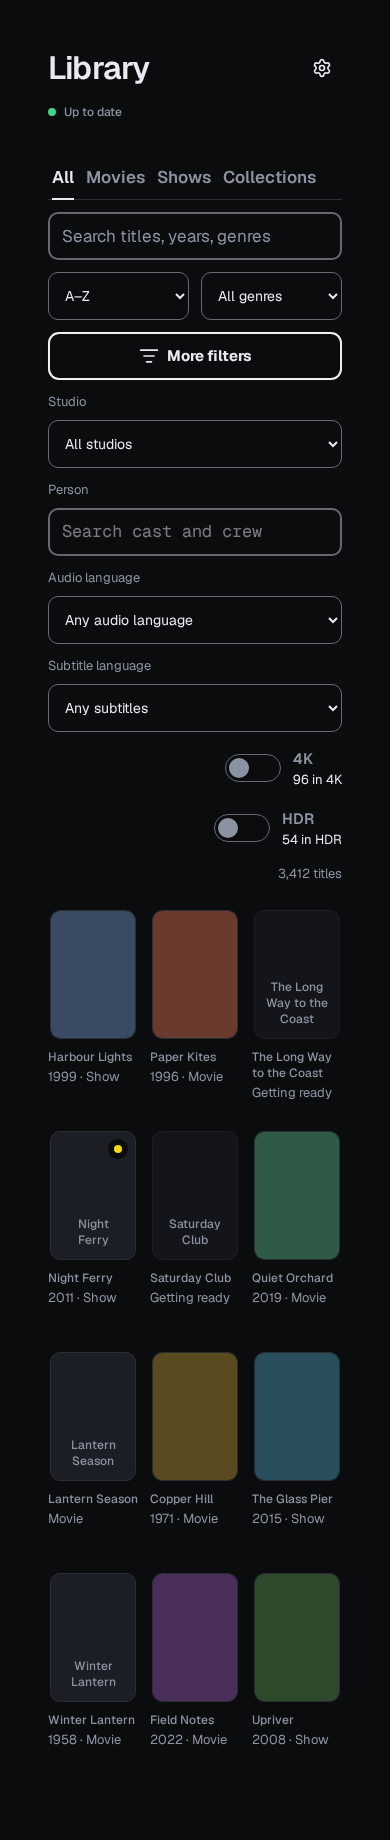 Library
Up to date
All Movies Shows Collections
Search titles, years, genres
A–Z
All genres
More filters
Studio
All studios
Person
Search cast and crew
Audio language
Any audio language
Subtitle language
Any subtitles
4K
96 in 4K
HDR
54 in HDR
3,412 titles
The Long
Way to the
Coast
Harbour Lights
1999 · Show
Paper Kites
1996 · Movie
The Long Way
to the Coast
Getting ready
Night
Ferry
Saturday
Club
Night Ferry
2011 · Show
Saturday Club
Getting ready
Quiet Orchard
2019 · Movie
Lantern
Season
Lantern Season
Movie
Copper Hill
1971 · Movie
The Glass Pier
2015 · Show
Winter
Lantern
Winter Lantern
1958 · Movie
Field Notes
2022 · Movie
Upriver
2008 · Show